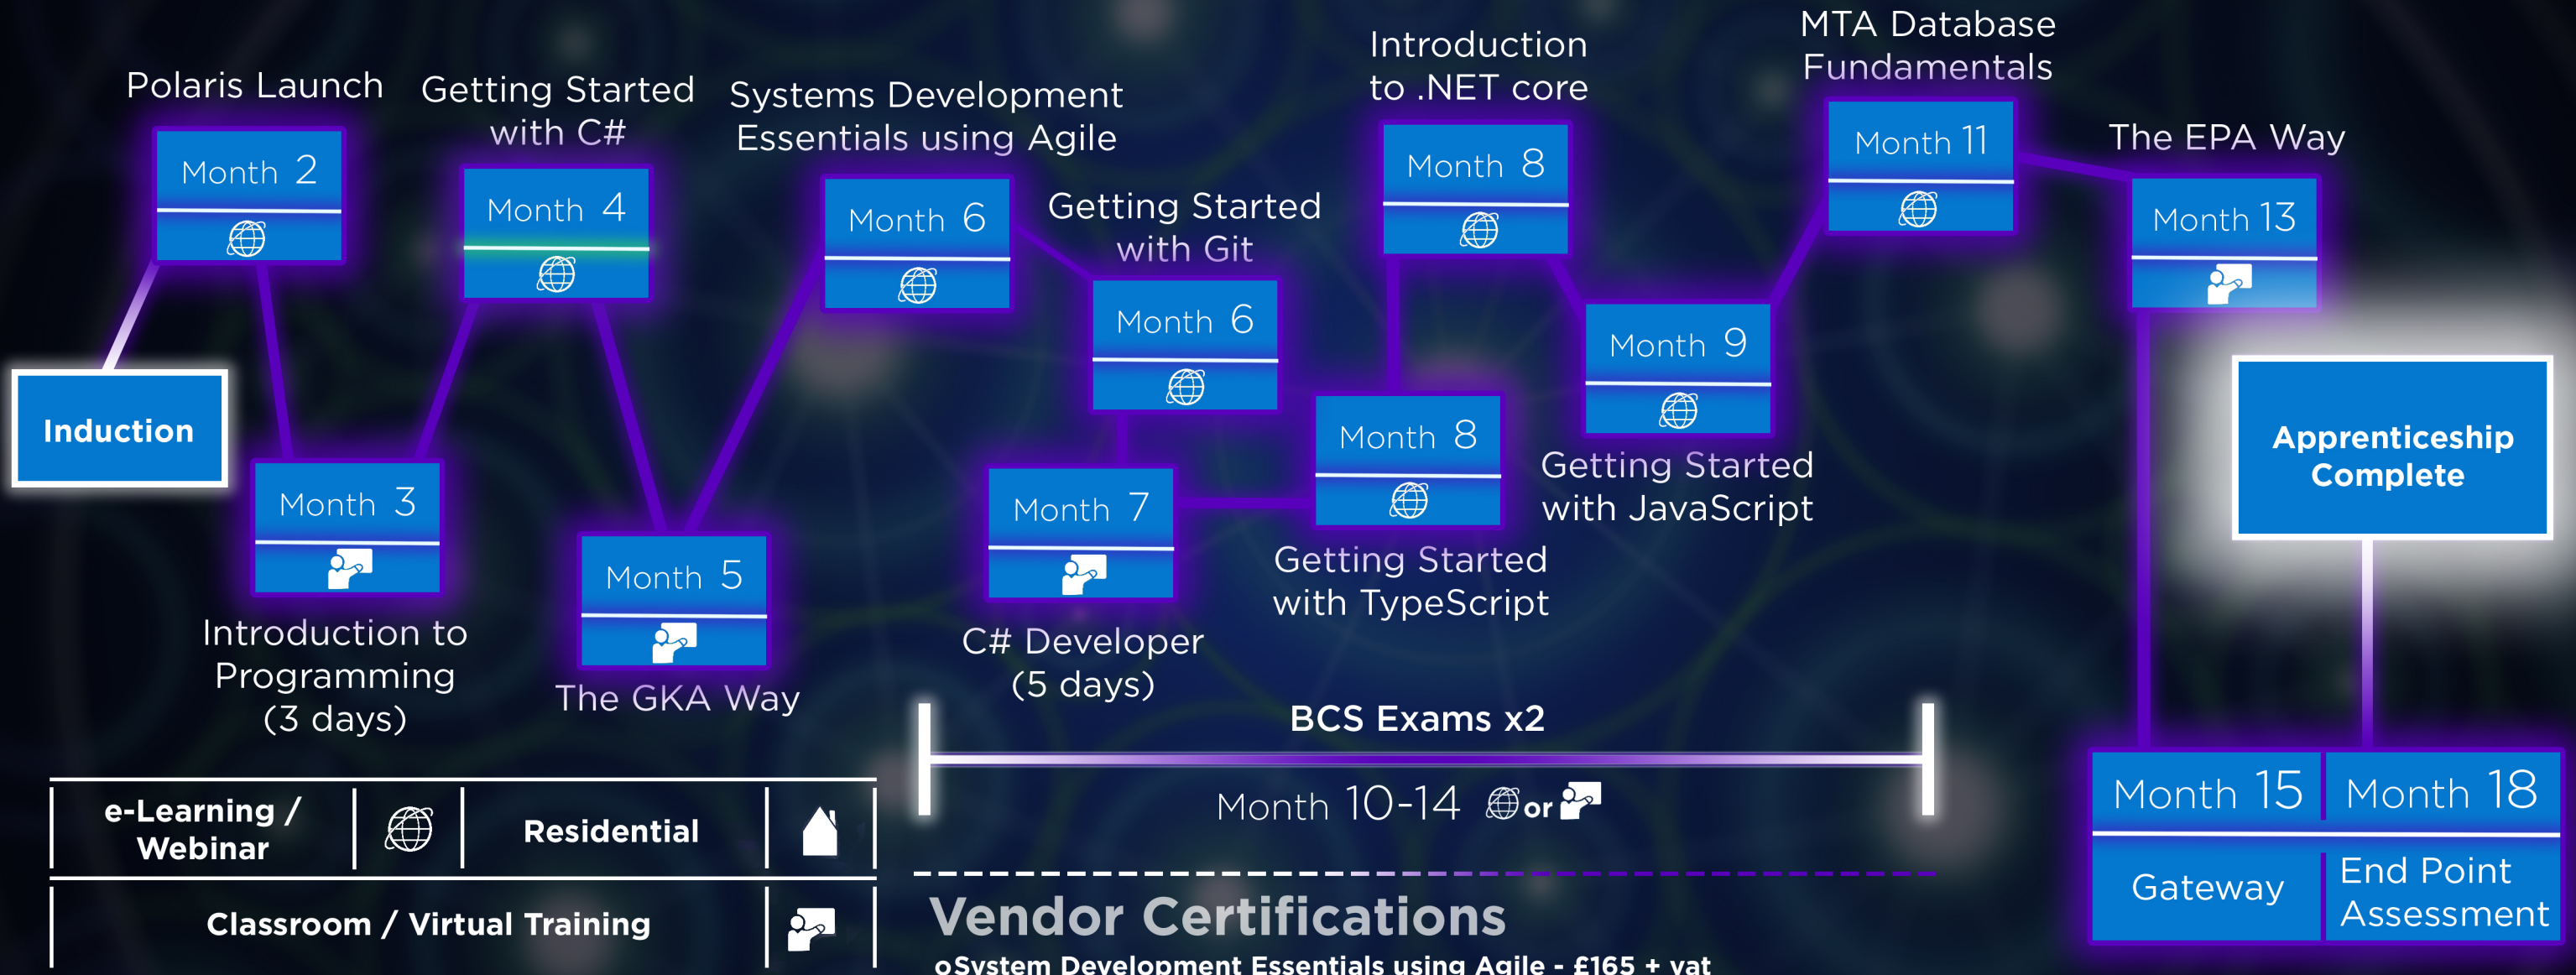 Induction
Polaris Launch
Month 2
Month 3
Introduction to
Programming
(3 days)
Getting Started
with C#
Month 4
Month 5
The GKA Way
Systems Development
Essentials using Agile
Month 6
Getting Started
with Git
Month 6
Month 7
C# Developer
(5 days)
Month 8
Getting Started
with TypeScript
Introduction
to .NET core
Month 8
Month 9
Getting Started
with JavaScript
MTA Database
Fundamentals
Month 11
The EPA Way
Month 13
Month 15
Gateway
Month 18
End Point
Assessment
Apprenticeship
Complete
BCS Exams x2
Month 10-14 or
e-Learning /
Webinar
Residential
Classroom / Virtual Training
Vendor Certifications
oSystem Development Essentials using Agile - £165 + vat